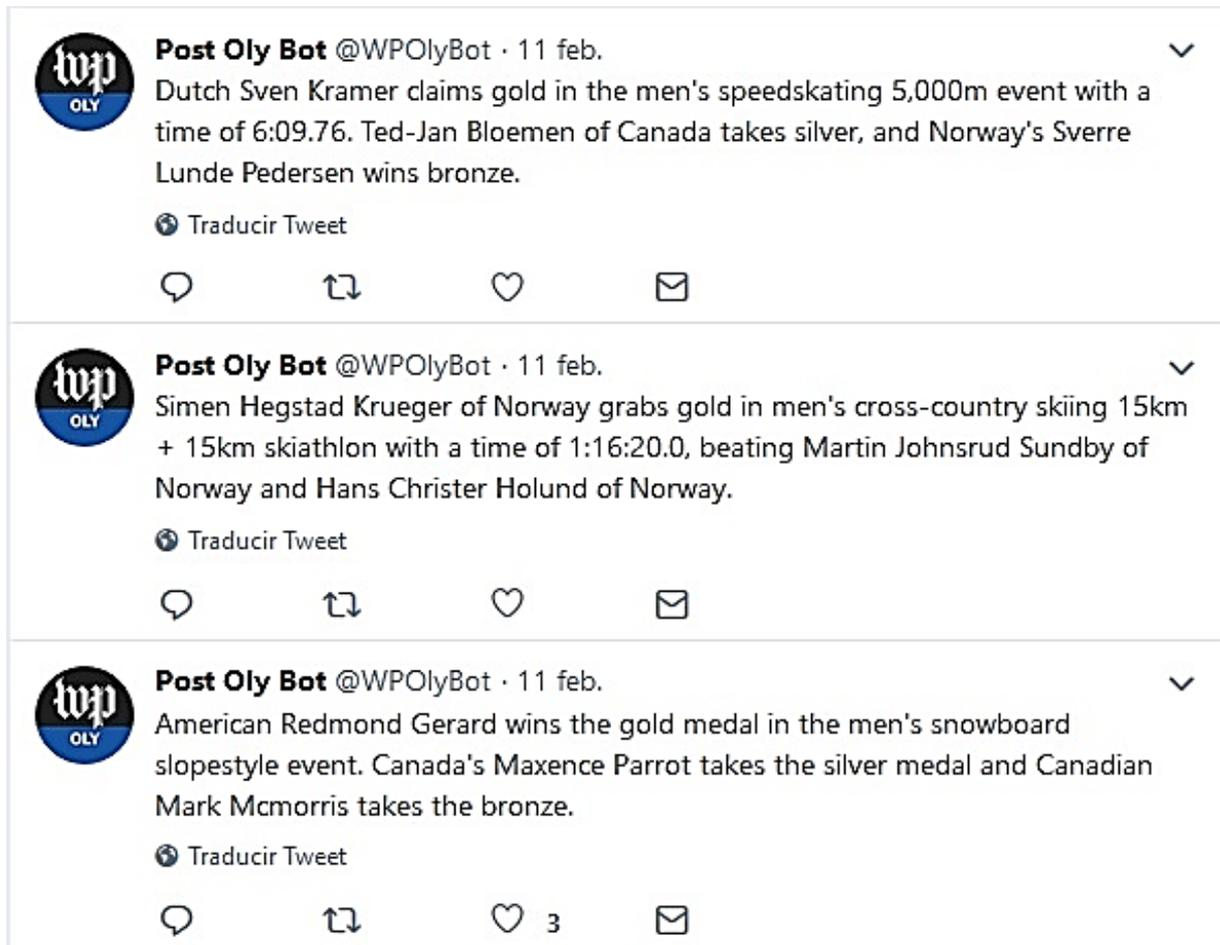 wp
OLY
Post Oly Bot @WPOlyBot · 11 feb.
Dutch Sven Kramer claims gold in the men's speedskating 5,000m event with a
time of 6:09.76. Ted-Jan Bloemen of Canada takes silver, and Norway's Sverre
Lunde Pedersen wins bronze.
Traducir Tweet
wp
OLY
Post Oly Bot @WPOlyBot · 11 feb.
Simen Hegstad Krueger of Norway grabs gold in men's cross-country skiing 15km
+ 15km skiathlon with a time of 1:16:20.0, beating Martin Johnsrud Sundby of
Norway and Hans Christer Holund of Norway.
Traducir Tweet
wp
OLY
Post Oly Bot @WPOlyBot · 11 feb.
American Redmond Gerard wins the gold medal in the men's snowboard
slopestyle event. Canada's Maxence Parrot takes the silver medal and Canadian
Mark Mcmorris takes the bronze.
Traducir Tweet
3